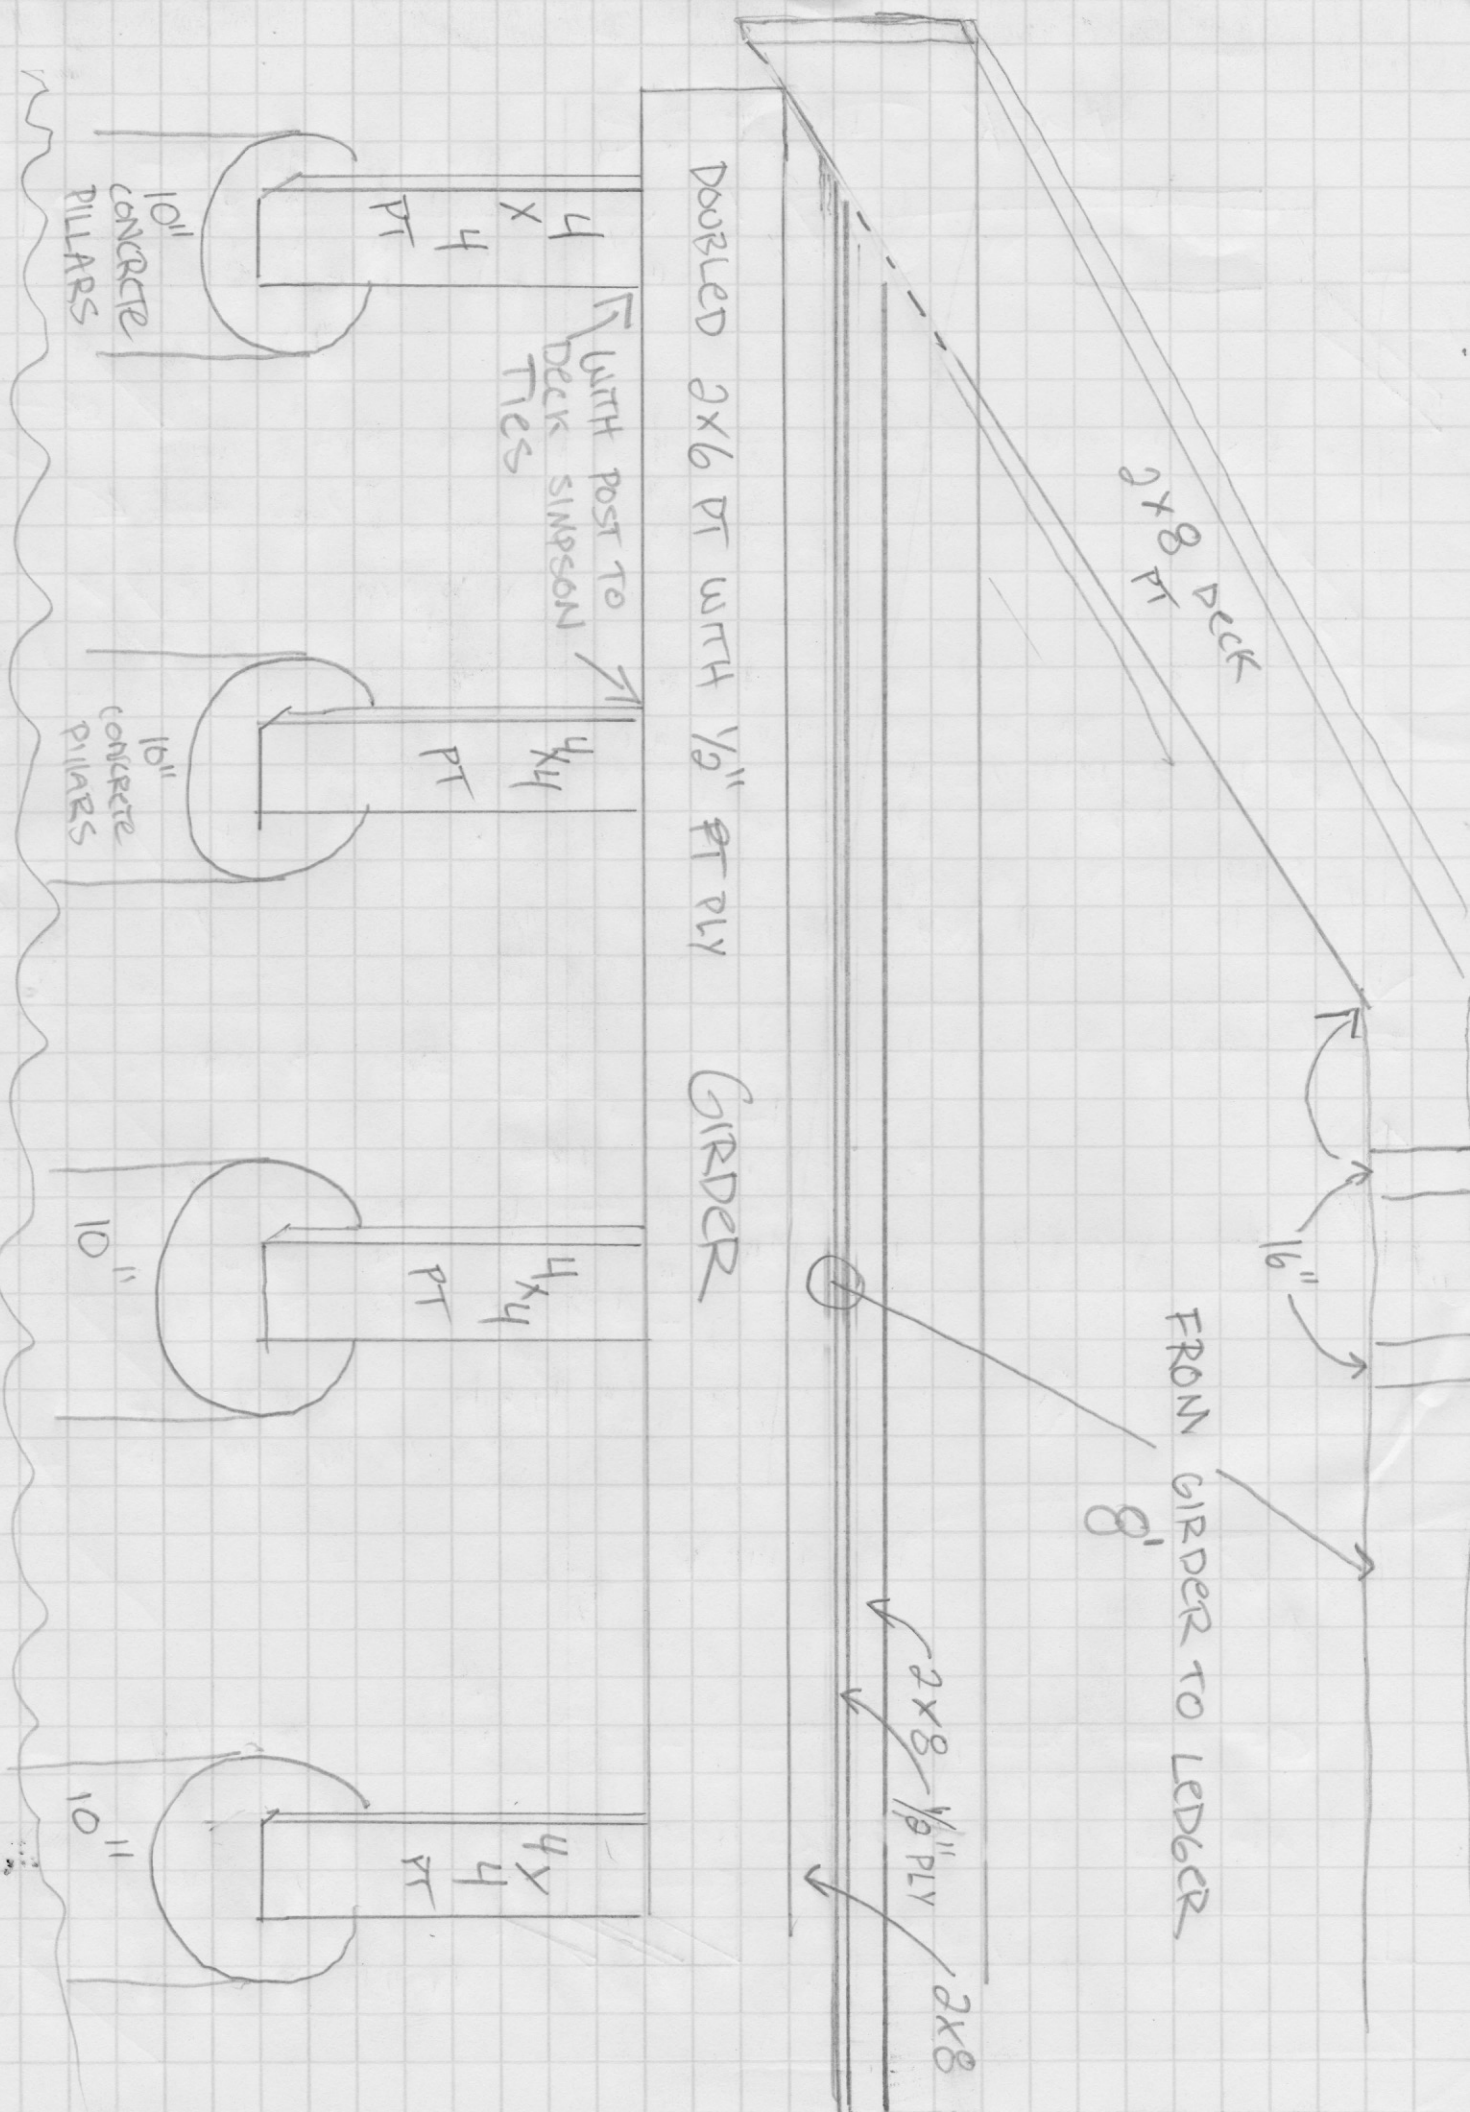 2x8 DECK
PT
16"
FROM GIRDER TO LEDGER
8'
2x8
1/2" PLY
2x8
DOUBLED 2x6 PT WITH 1/2" PT PLY GIRDER
4
X
4
PT
WITH POST TO
DECK SIMPSON
TIES
4x4
PT
4x4
PT
4x
4
PT
10"
CONCRETE
PILLARS
10"
CONCRETE
PILLARS
10"
10"